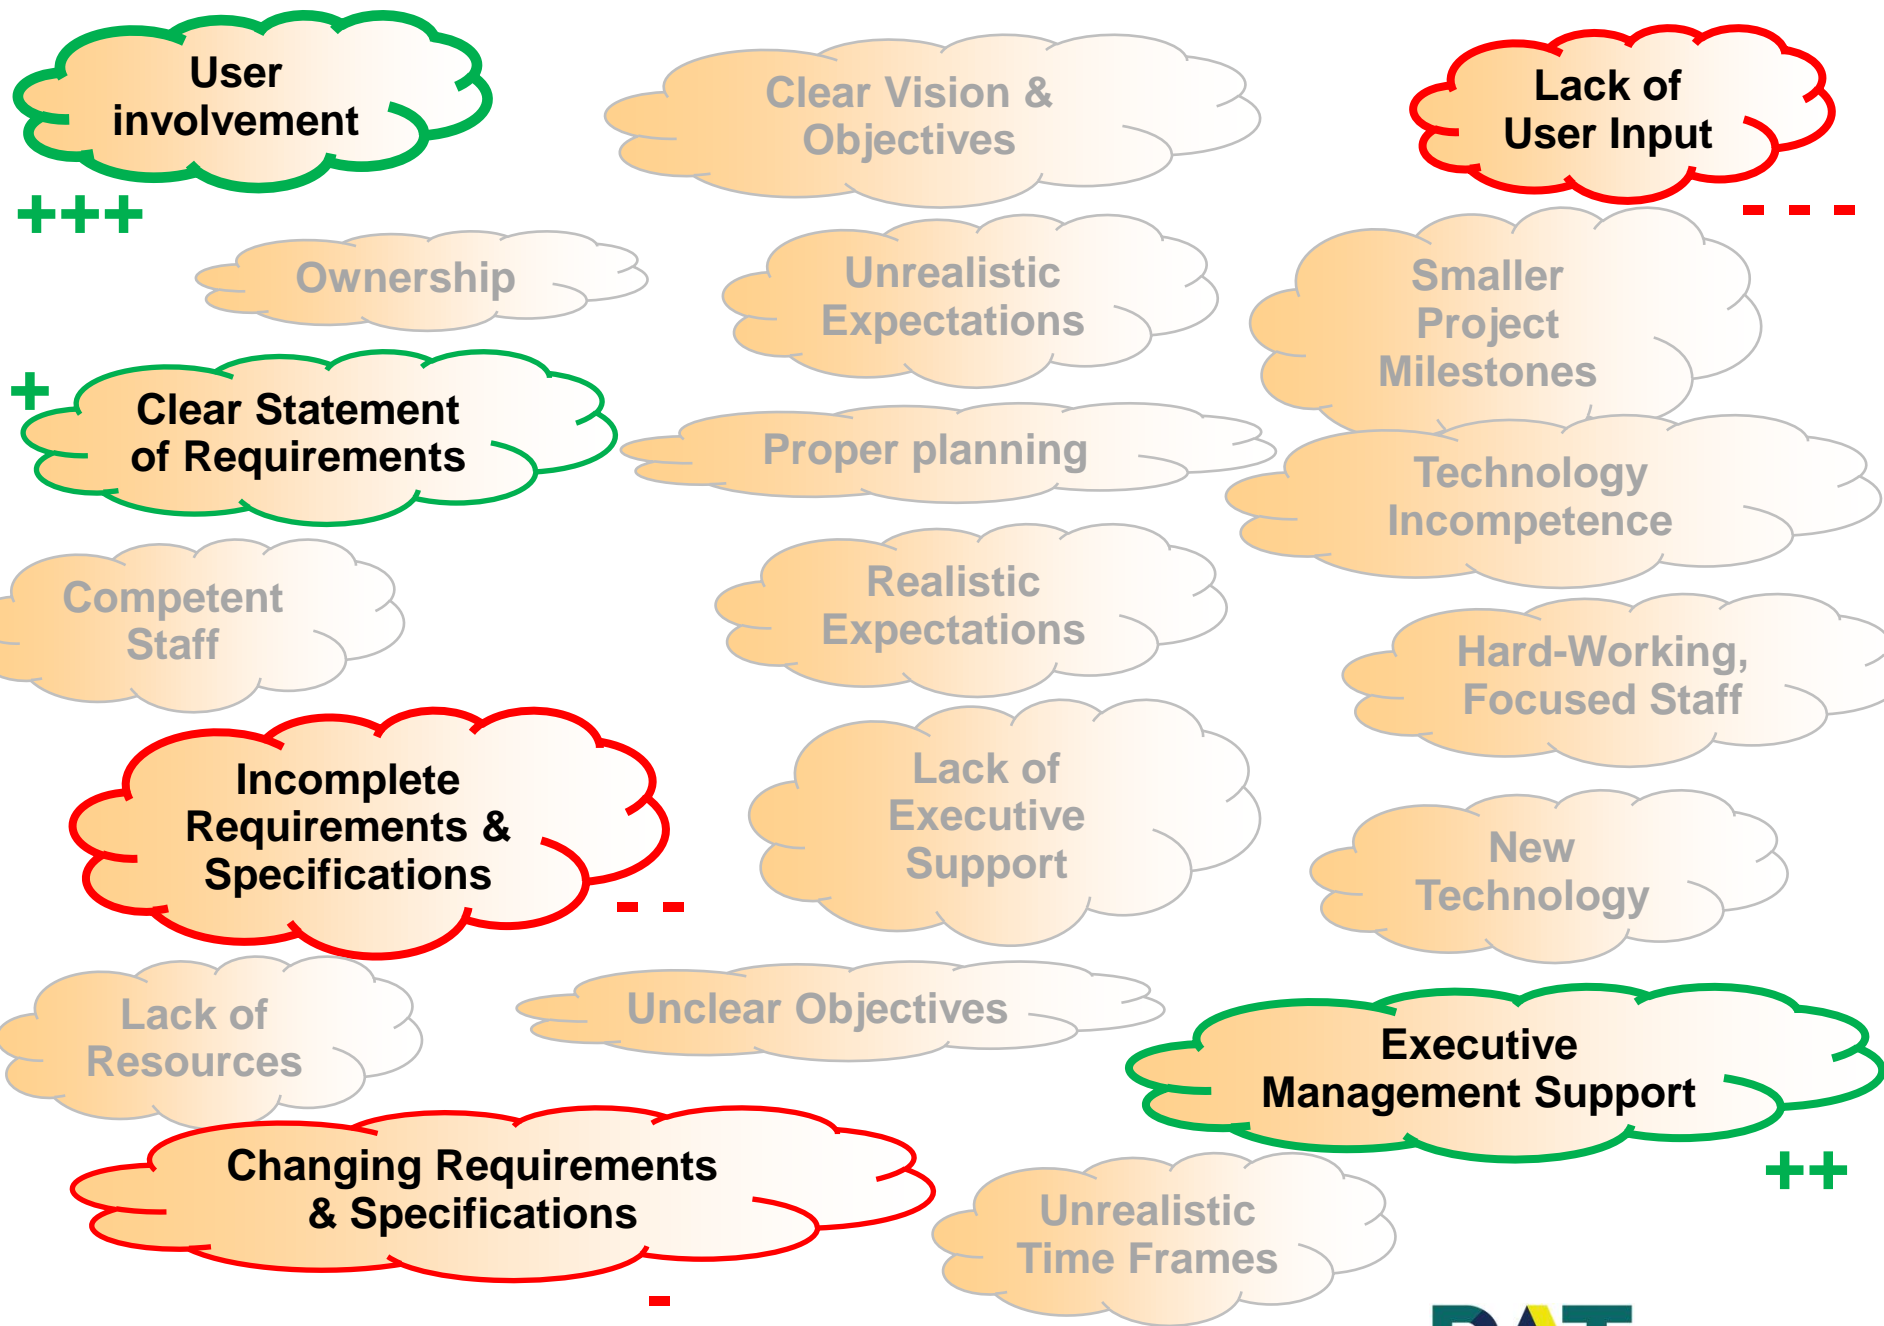 User
involvement
+++
Clear Vision &
Objectives
Lack of
User Input
- - -
Ownership
Unrealistic
Expectations
Smaller
Project
Milestones
+
Clear Statement
of Requirements
Proper planning
Technology
Incompetence
Competent
Staff
Realistic
Expectations
Hard-Working,
Focused Staff
Incomplete
Requirements &
Specifications
- -
Lack of
Executive
Support
New
Technology
Lack of
Resources
Unclear Objectives
Executive
Management Support
++
Changing Requirements
& Specifications
-
Unrealistic
Time Frames